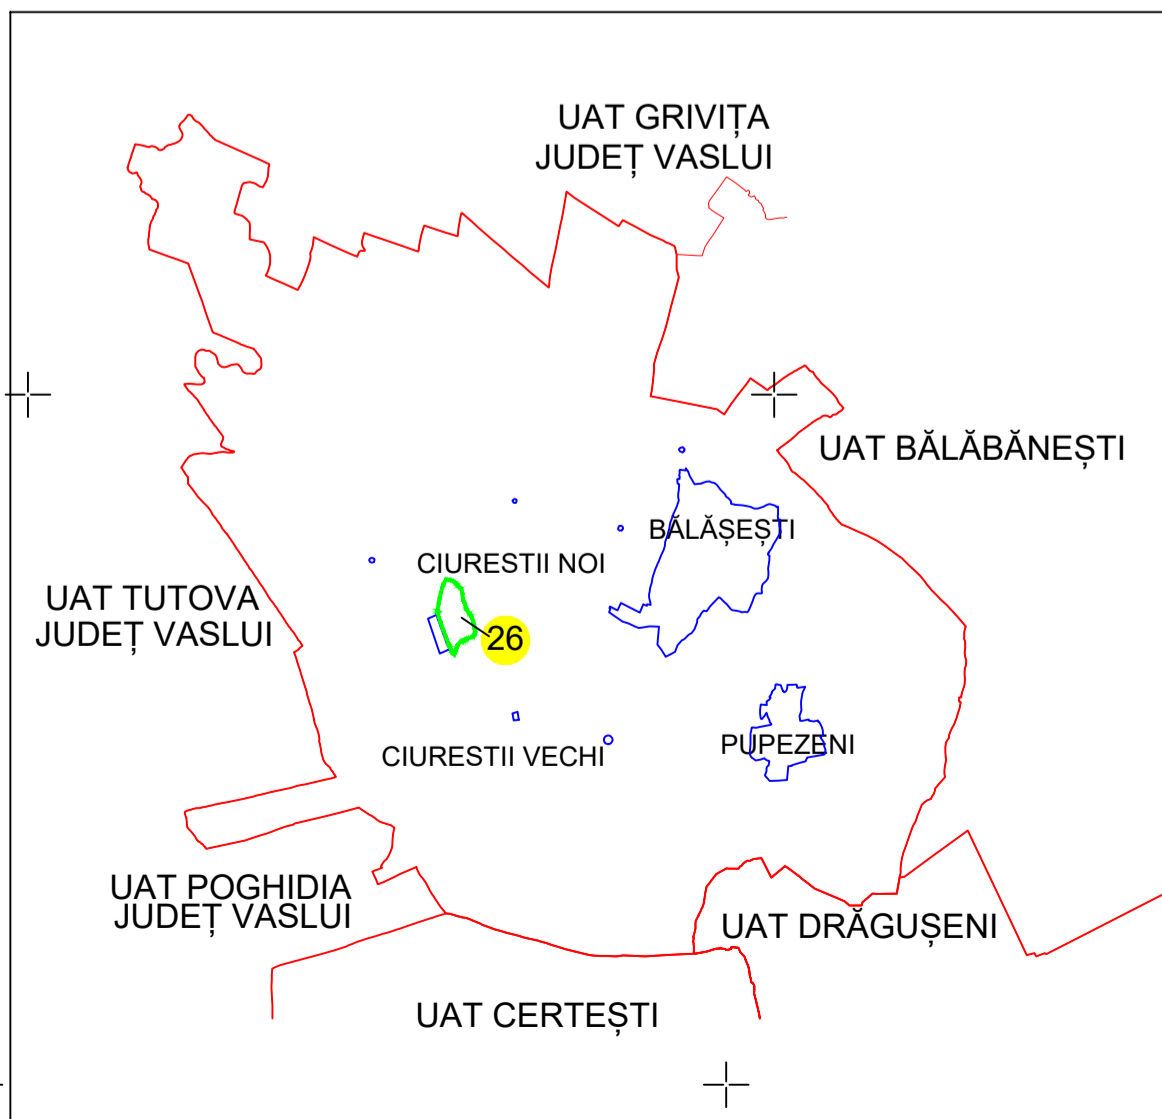 UAT GRIVIȚA
JUDEȚ VASLUI
UAT BĂLĂBĂNEȘTI
BĂLĂȘEȘTI
CIURESTII NOI
UAT TUTOVA
JUDEȚ VASLUI
26
PUPEZENI
CIURESTII VECHI
UAT POGHIDIA
JUDEȚ VASLUI
UAT DRĂGUȘENI
UAT CERTEȘTI